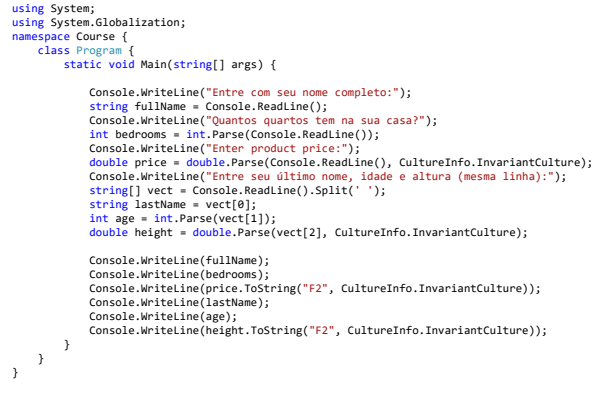 using System;
using System.Globalization;
namespace Course {
    class Program {
        static void Main(string[] args) {

            Console.WriteLine("Entre com seu nome completo:");
            string fullName = Console.ReadLine();
            Console.WriteLine("Quantos quartos tem na sua casa?");
            int bedrooms = int.Parse(Console.ReadLine());
            Console.WriteLine("Enter product price:");
            double price = double.Parse(Console.ReadLine(), CultureInfo.InvariantCulture);
            Console.WriteLine("Entre seu último nome, idade e altura (mesma linha):");
            string[] vect = Console.ReadLine().Split(' ');
            string lastName = vect[0];
            int age = int.Parse(vect[1]);
            double height = double.Parse(vect[2], CultureInfo.InvariantCulture);

            Console.WriteLine(fullName);
            Console.WriteLine(bedrooms);
            Console.WriteLine(price.ToString("F2", CultureInfo.InvariantCulture));
            Console.WriteLine(lastName);
            Console.WriteLine(age);
            Console.WriteLine(height.ToString("F2", CultureInfo.InvariantCulture));
        }
    }
}